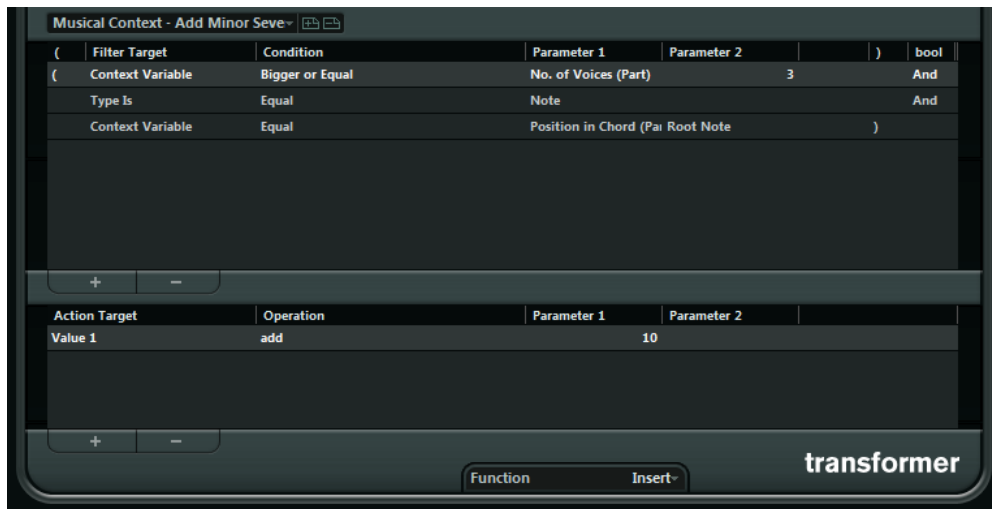 Musical Context - Add Minor Seve
( Filter Target Condition Parameter 1 Parameter 2 ) bool
( Context Variable Bigger or Equal No. of Voices (Part) 3 And
Type Is Equal Note And
Context Variable Equal Position in Chord (Par Root Note )
+ −
Action Target Operation Parameter 1 Parameter 2
Value 1 add 10
+ −
transformer
Function Insert